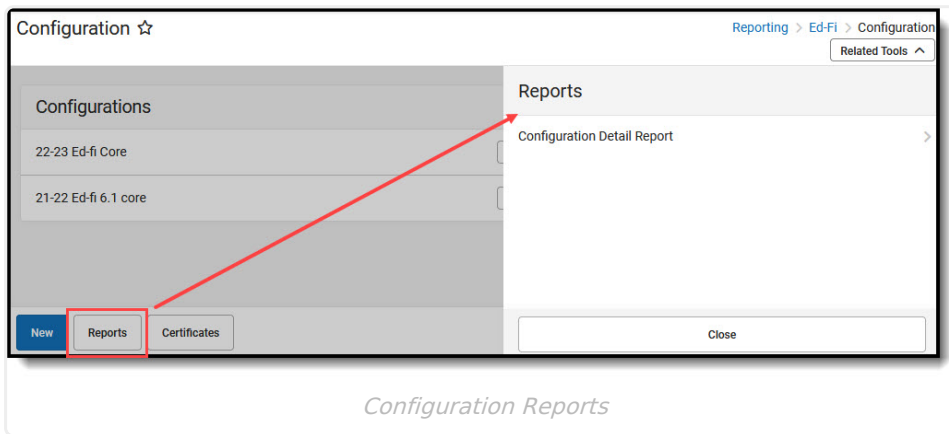 Configuration ☆
Reporting > Ed-Fi > Configuration
Related Tools ^
Configurations
22-23 Ed-fi Core
21-22 Ed-fi 6.1 core
New
Reports
Certificates
Reports
Configuration Detail Report >
Close
Configuration Reports